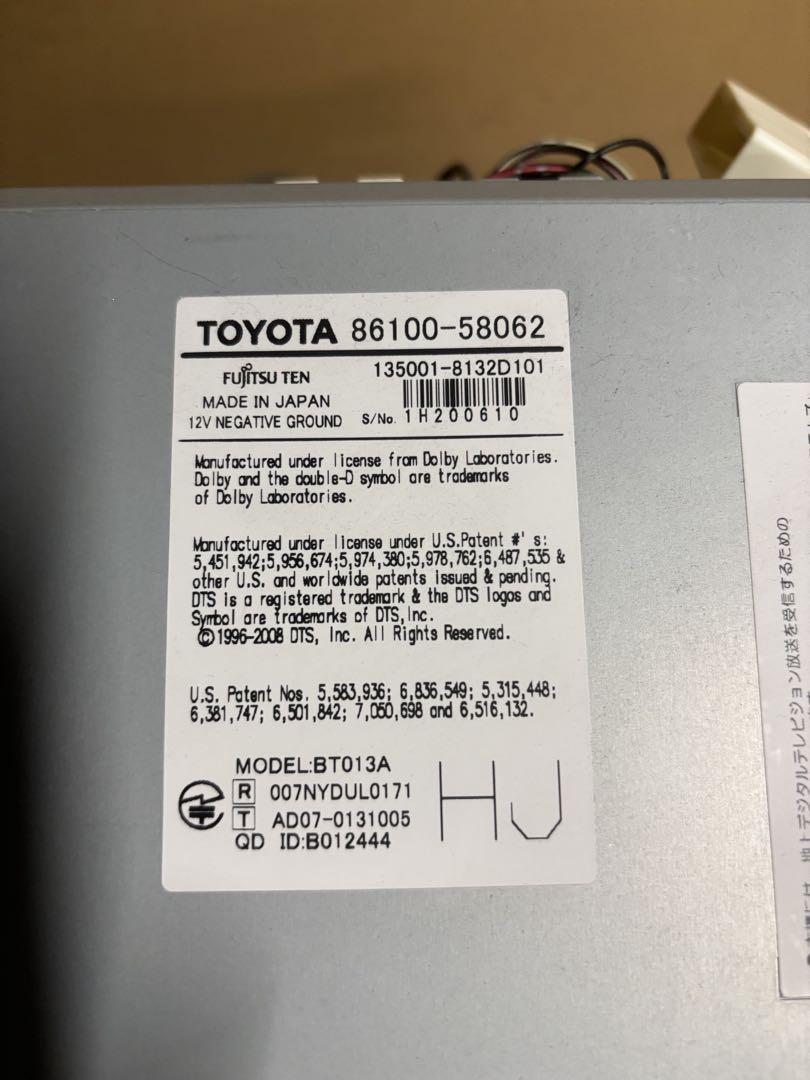 TOYOTA 86100-58062
FUJITSU TEN
135001-8132D101
MADE IN JAPAN
12V NEGATIVE GROUND
S/No. 1H200610
Manufactured under license from Dolby Laboratories.
Dolby and the double-D symbol are trademarks
of Dolby Laboratories.
Manufactured under license under U.S.Patent #' s:
5,451,942;5,956,674;5,974,380;5,978,762;6,487,535 &
other U.S. and worldwide patents issued & pending.
DTS is a registered trademark & the DTS logos and
Symbol are trademarks of DTS,Inc.
©1996-2008 DTS, Inc. All Rights Reserved.
U.S. Patent Nos. 5,583,936; 6,836,549; 5,315,448;
6,381,747; 6,501,842; 7,050,698 and 6,516,132.
MODEL:BT013A
R 007NYDUL0171
T AD07-0131005
QD ID:B012444
HU
デジタルテレビジョン放送を受信するための